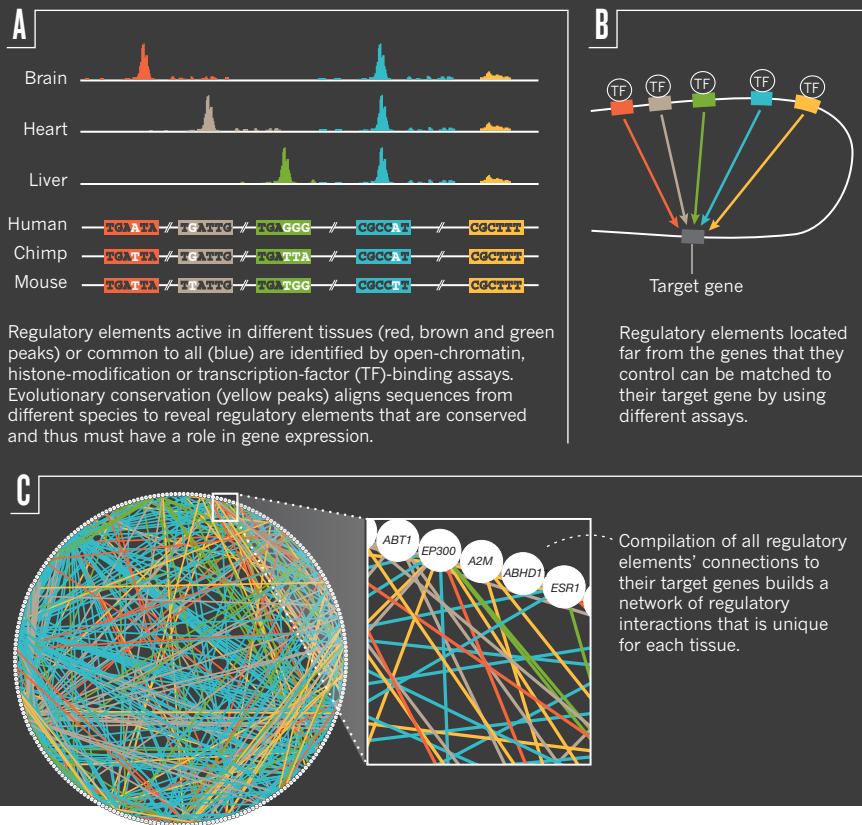 A
Brain
Heart
Liver
Human TGAATA TGATTG TGAGGG CGCCAT CGCTTT
Chimp TGATTA TGATTG TGATTA CGCCAT CGCTTT
Mouse TGATTA TTATTG TGATGG CGCCTT CGCTTT
Regulatory elements active in different tissues (red, brown and green
peaks) or common to all (blue) are identified by open-chromatin,
histone-modification or transcription-factor (TF)-binding assays.
Evolutionary conservation (yellow peaks) aligns sequences from
different species to reveal regulatory elements that are conserved
and thus must have a role in gene expression.
B
TF TF TF TF TF
Target gene
Regulatory elements located
far from the genes that they
control can be matched to
their target gene by using
different assays.
C
ABT1
EP300
A2M
ABHD1
ESR1
Compilation of all regulatory
elements’ connections to
their target genes builds a
network of regulatory
interactions that is unique
for each tissue.